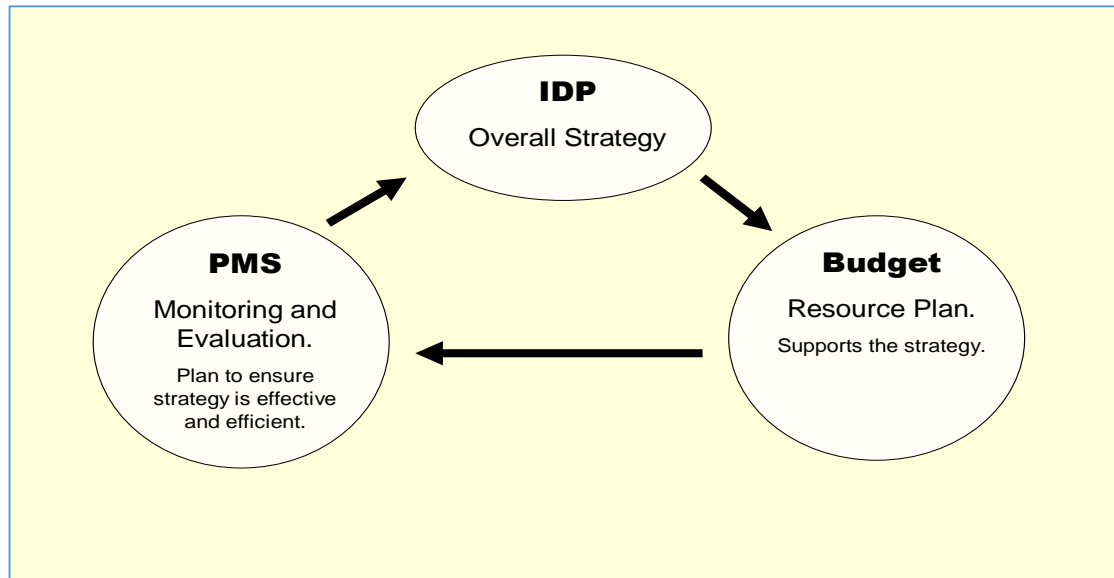 IDP
Overall Strategy
PMS
Monitoring and
Evaluation.
Plan to ensure
strategy is effective
and efficient.
Budget
Resource Plan.
Supports the strategy.